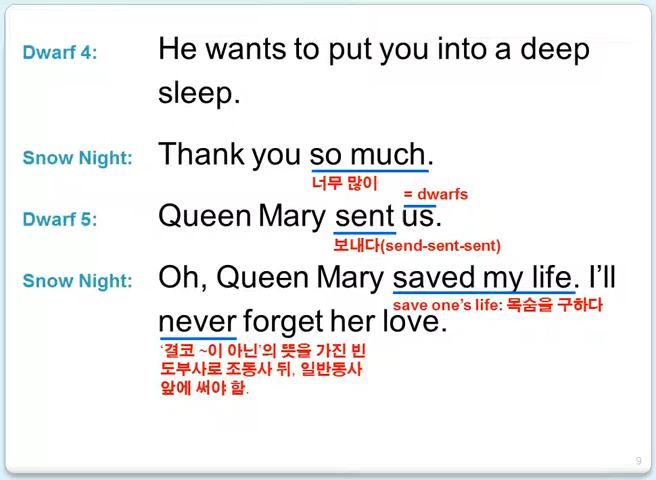 Dwarf 4: He wants to put you into a deep
sleep.
Snow Night: Thank you so much.
너무 많이
= dwarfs
Dwarf 5: Queen Mary sent us.
보내다(send-sent-sent)
Snow Night: Oh, Queen Mary saved my life. I’ll
save one’s life: 목숨을 구하다
never forget her love.
‘결코 ~이 아닌’의 뜻을 가진 빈
도부사로 조동사 뒤, 일반동사
앞에 써야 함.
9